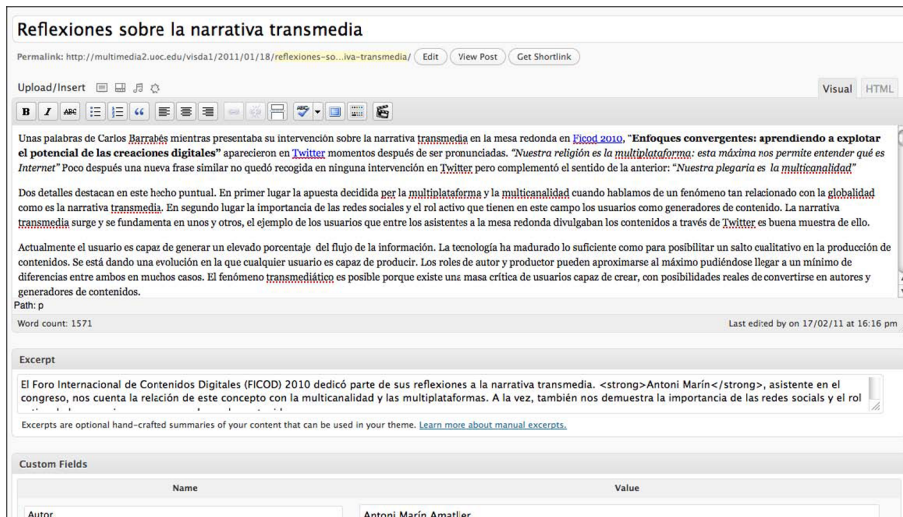 Reflexiones sobre la narrativa transmedia
Permalink: http://multimedia2.uoc.edu/visda1/2011/01/18/reflexiones-so...iva-transmedia/ Edit View Post Get Shortlink
Upload/Insert Visual HTML
B I ABC ABC
Unas palabras de Carlos Barrabés mientras presentaba su intervención sobre la narrativa transmedia en la mesa redonda en Ficod 2010, "Enfoques convergentes: aprendiendo a explotar
el potencial de las creaciones digitales” aparecieron en Twitter momentos después de ser pronunciadas. “Nuestra religión es la multiplataforma: esta máxima nos permite entender qué es
Internet” Poco después una nueva frase similar no quedó recogida en ninguna intervención en Twitter pero complementó el sentido de la anterior: “Nuestra plegaria es la multicanalidad”
Dos detalles destacan en este hecho puntual. En primer lugar la apuesta decidida per la multiplataforma y la multicanalidad cuando hablamos de un fenómeno tan relacionado con la globalidad
como es la narrativa transmedia. En segundo lugar la importancia de las redes sociales y el rol activo que tienen en este campo los usuarios como generadores de contenido. La narrativa
transmedia surge y se fundamenta en unos y otros, el ejemplo de los usuarios que entre los asistentes a la mesa redonda divulgaban los contenidos a través de Twitter es buena muestra de ello.
Actualmente el usuario es capaz de generar un elevado porcentaje del flujo de la información. La tecnología ha madurado lo suficiente como para posibilitar un salto cualitativo en la producción de
contenidos. Se está dando una evolución en la que cualquier usuario es capaz de producir. Los roles de autor y productor pueden aproximarse al máximo pudiéndose llegar a un mínimo de
diferencias entre ambos en muchos casos. El fenómeno transmediático es posible porque existe una masa crítica de usuarios capaz de crear, con posibilidades reales de convertirse en autores y
generadores de contenidos.
Path: p
Word count: 1571 Last edited by on 17/02/11 at 16:16 pm
Excerpt
El Foro Internacional de Contenidos Digitales (FICOD) 2010 dedicó parte de sus reflexiones a la narrativa transmedia. <strong>Antoni Marín</strong>, asistente en el
congreso, nos cuenta la relación de este concepto con la multicanalidad y las multiplataformas. A la vez, también nos demuestra la importancia de las redes socials y el rol
Excerpts are optional hand-crafted summaries of your content that can be used in your theme. Learn more about manual excerpts.
Custom Fields
Name Value
Autor Antoni Marín Amatller